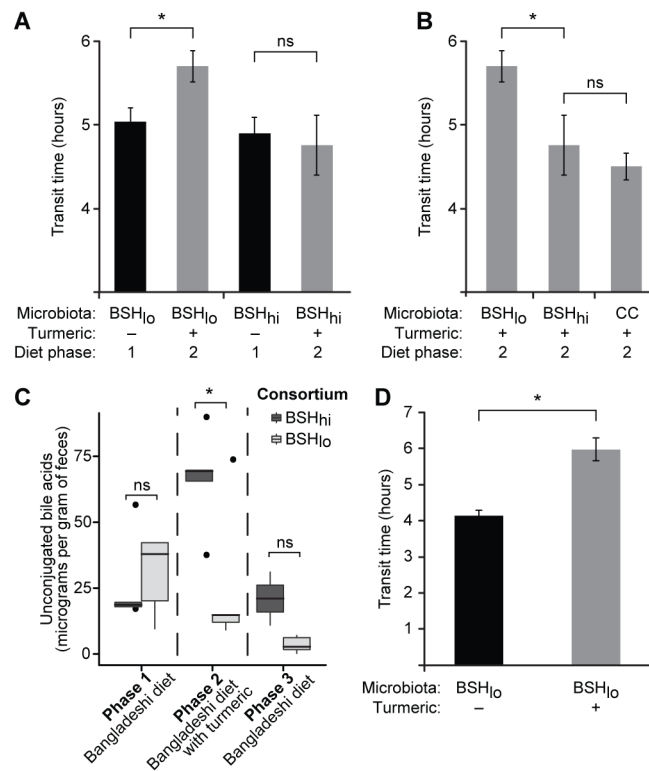 A
*
ns
6
5
4
Transit time (hours)
Microbiota: BSHlo BSHlo BSHhi BSHhi
Turmeric: – + – +
Diet phase: 1 2 1 2
B
*
ns
6
5
4
Transit time (hours)
Microbiota: BSHlo BSHhi CC
Turmeric: + + +
Diet phase: 2 2 2
C
Consortium
BSHhi
BSHlo
*
ns
ns
75
50
25
0
Unconjugated bile acids
(micrograms per gram of feces)
Phase 1
Bangladeshi diet
Phase 2
Bangladeshi diet
with turmeric
Phase 3
Bangladeshi diet
D
*
7
6
5
4
3
2
1
0
Transit time (hours)
Microbiota: BSHlo BSHlo
Turmeric: – +